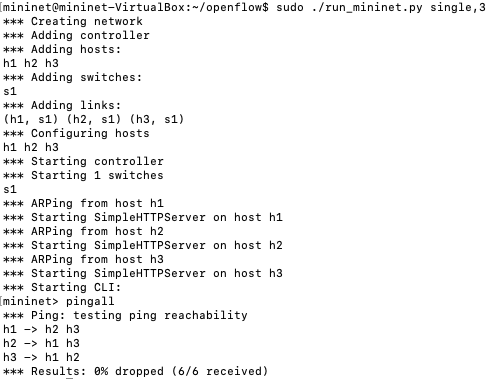 [mininet@mininet-VirtualBox:~/openflow$ sudo ./run_mininet.py single,3
*** Creating network
*** Adding controller
*** Adding hosts:
h1 h2 h3
*** Adding switches:
s1
*** Adding links:
(h1, s1) (h2, s1) (h3, s1)
*** Configuring hosts
h1 h2 h3
*** Starting controller
*** Starting 1 switches
s1
*** ARPing from host h1
*** Starting SimpleHTTPServer on host h1
*** ARPing from host h2
*** Starting SimpleHTTPServer on host h2
*** ARPing from host h3
*** Starting SimpleHTTPServer on host h3
*** Starting CLI:
[mininet> pingall
*** Ping: testing ping reachability
h1 -> h2 h3
h2 -> h1 h3
h3 -> h1 h2
*** Results: 0% dropped (6/6 received)